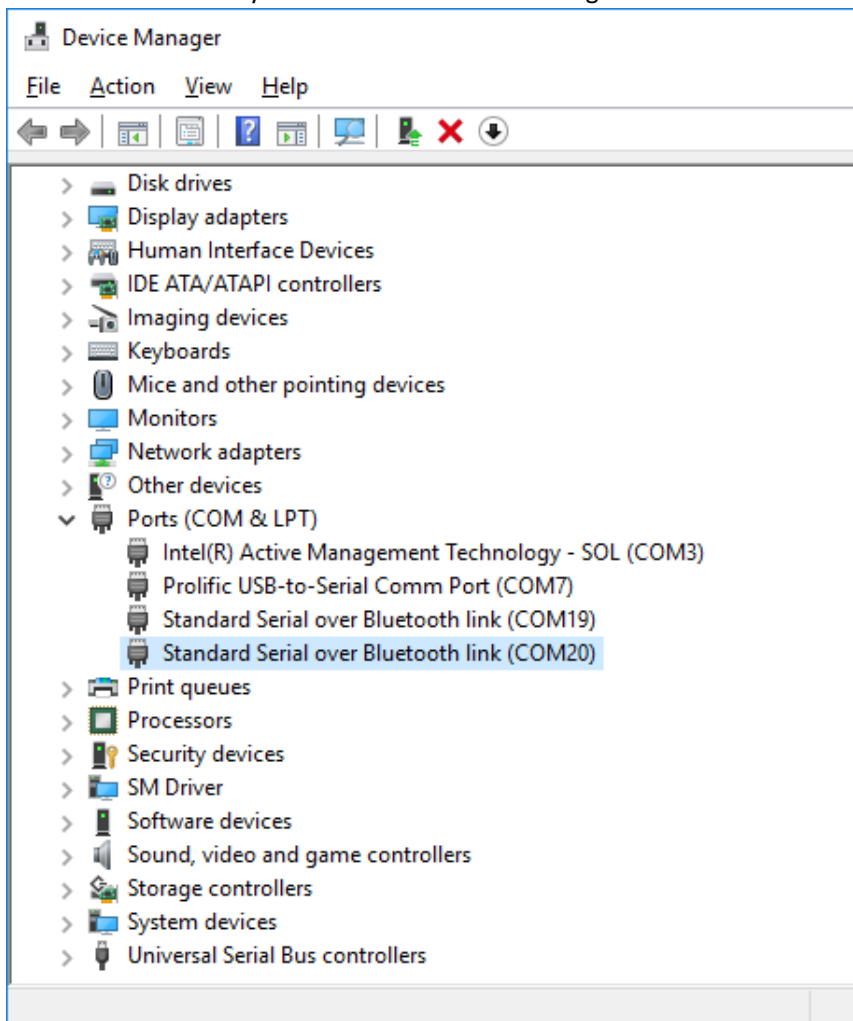 Device Manager
File Action View Help
Disk drives
Display adapters
Human Interface Devices
IDE ATA/ATAPI controllers
Imaging devices
Keyboards
Mice and other pointing devices
Monitors
Network adapters
Other devices
Ports (COM & LPT)
Intel(R) Active Management Technology - SOL (COM3)
Prolific USB-to-Serial Comm Port (COM7)
Standard Serial over Bluetooth link (COM19)
Standard Serial over Bluetooth link (COM20)
Print queues
Processors
Security devices
SM Driver
Software devices
Sound, video and game controllers
Storage controllers
System devices
Universal Serial Bus controllers